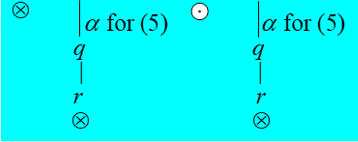 ⊗ α for (5) ⊙ α for (5)
q q
r r
⊗ ⊗